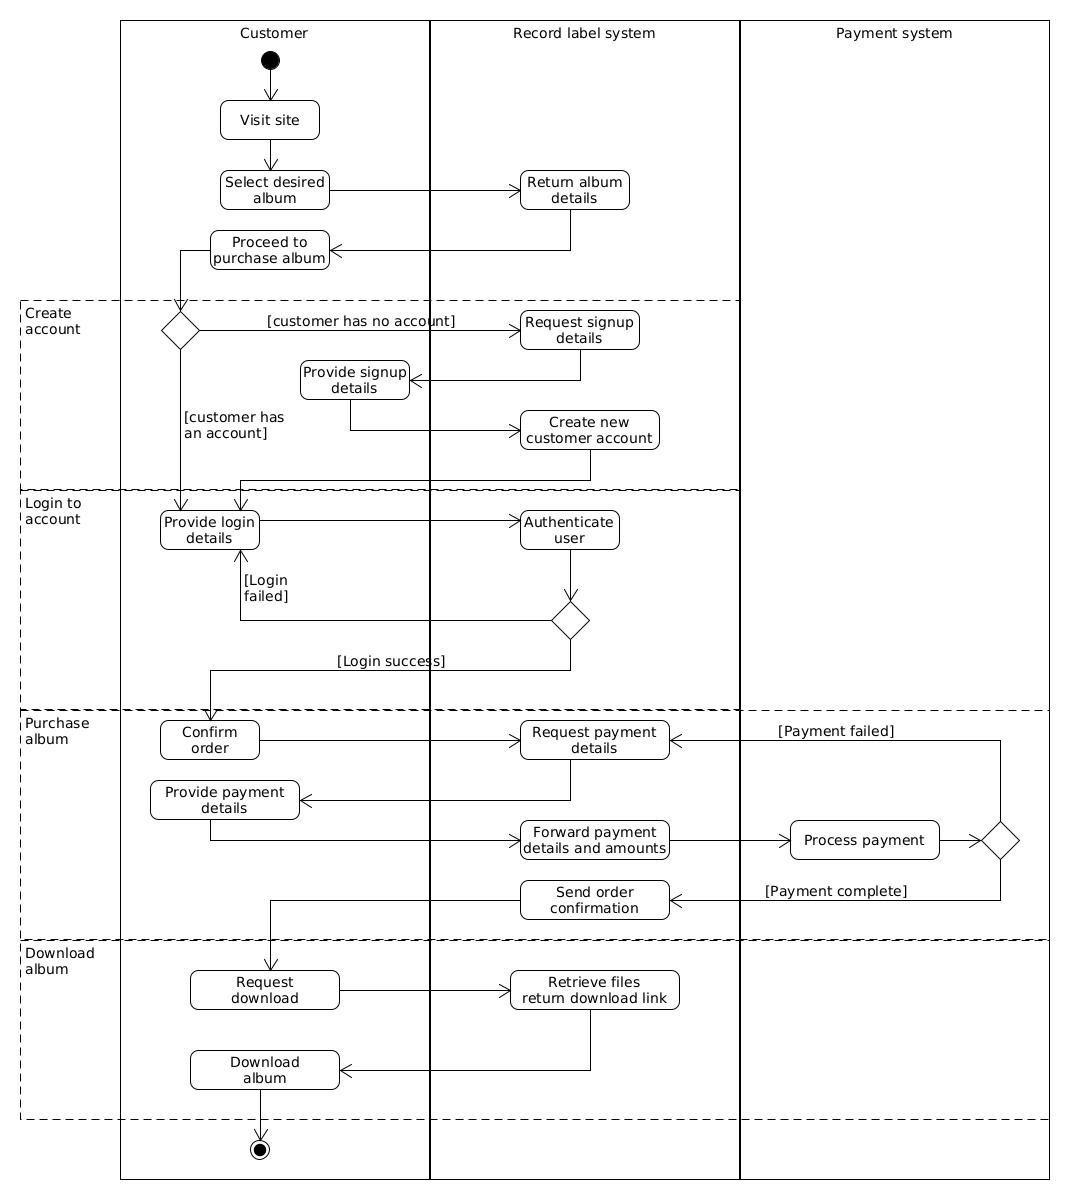 Customer
Record label system
Payment system
Visit site
Select desired
album
Return album
details
Proceed to
purchase album
Create
account
[customer has no account]
Request signup
details
Provide signup
details
[customer has
an account]
Create new
customer account
Login to
account
Provide login
details
Authenticate
user
[Login
failed]
[Login success]
Purchase
album
Confirm
order
Request payment
details
[Payment failed]
Provide payment
details
Forward payment
details and amounts
Process payment
Send order
confirmation
[Payment complete]
Download
album
Request
download
Retrieve files
return download link
Download
album